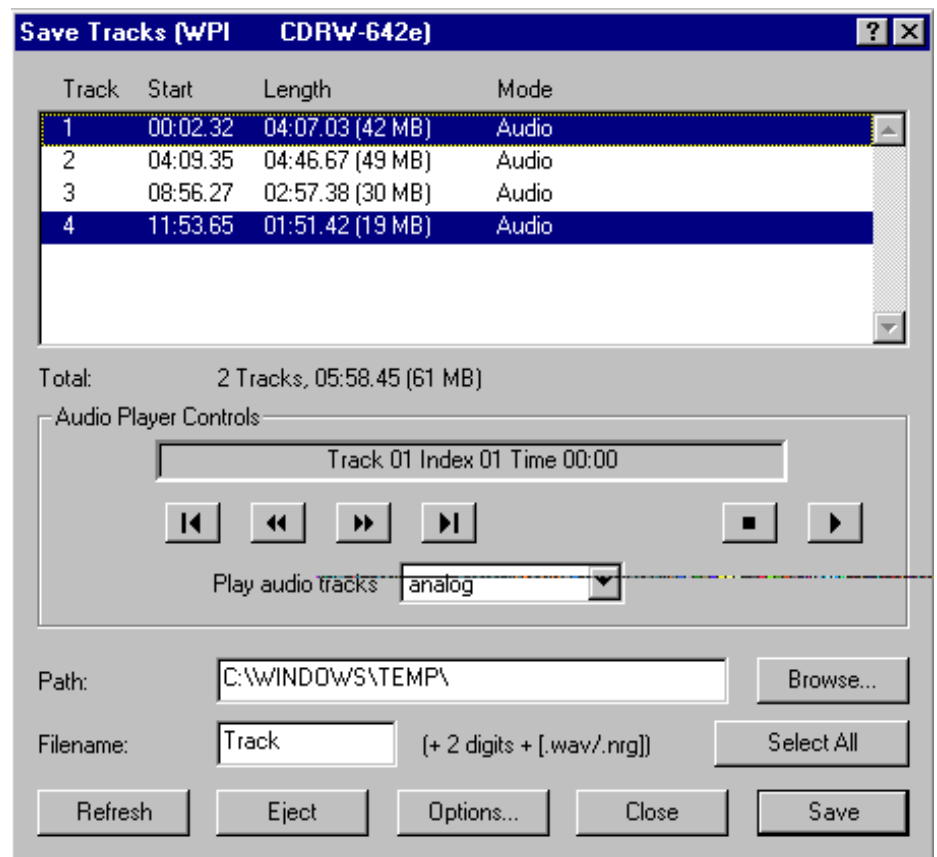 Save Tracks (WPI CDRW-642e)
Track Start Length Mode
1 00:02.32 04:07.03 (42 MB) Audio
2 04:09.35 04:46.67 (49 MB) Audio
3 08:56.27 02:57.38 (30 MB) Audio
4 11:53.65 01:51.42 (19 MB) Audio
Total: 2 Tracks, 05:58.45 (61 MB)
Audio Player Controls
Track 01 Index 01 Time 00:00
Play audio tracks analog
Path: C:\WINDOWS\TEMP\ Browse...
Filename: Track (+ 2 digits + [.wav/.nrg]) Select All
Refresh Eject Options... Close Save